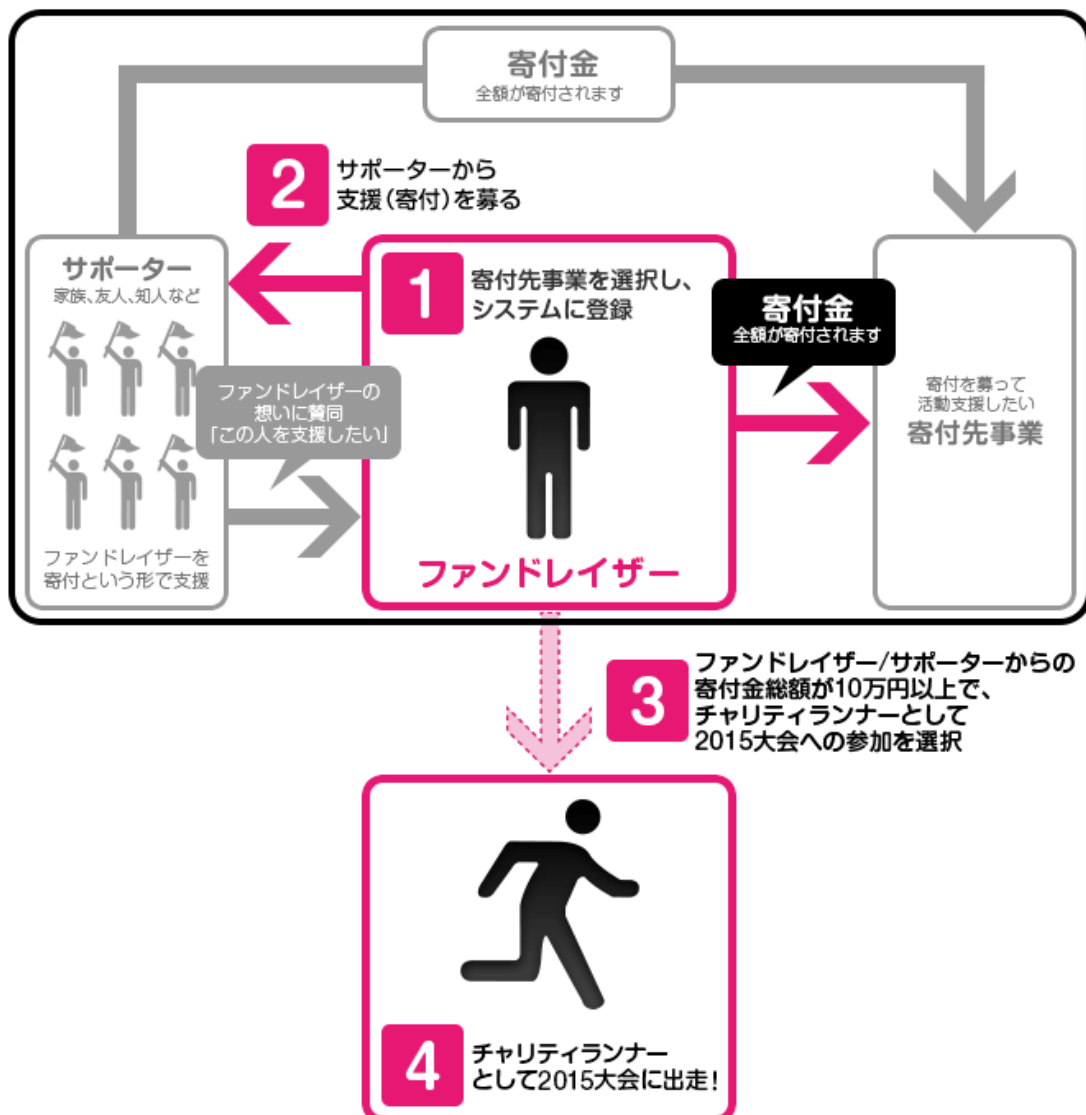 寄付金
全額が寄付されます
2
サポーターから
支援(寄付)を募る
サポーター
家族、友人、知人など
ファンドレイザーの
想いに賛同
「この人を支援したい」
ファンドレイザーを
寄付という形で支援
1
寄付先事業を選択し、
システムに登録
ファンドレイザー
寄付金
全額が寄付されます
寄付を募って
活動支援したい
寄付先事業
3
ファンドレイザー/サポーターからの
寄付金総額が10万円以上で、
チャリティランナーとして
2015大会への参加を選択
4
チャリティランナー
として2015大会に出走!